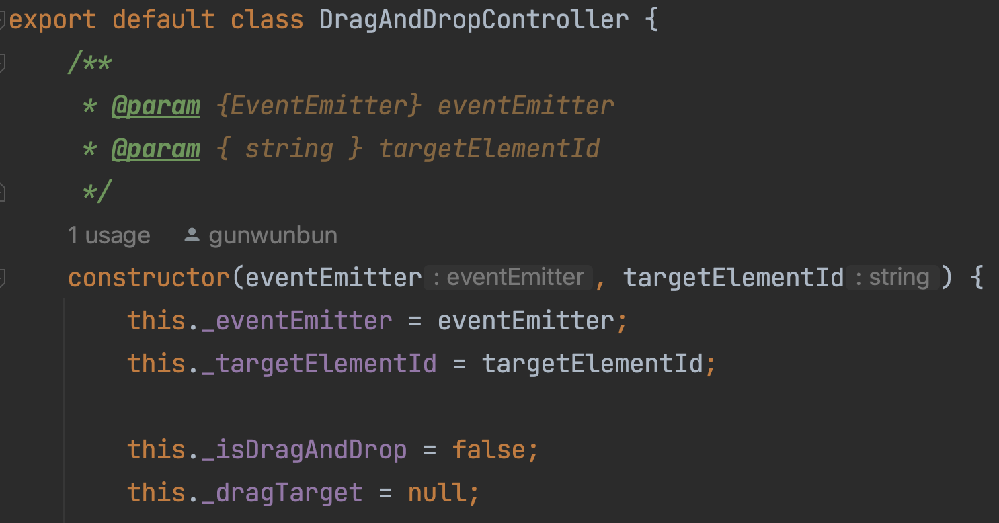 export default class DragAndDropController {
/**
* @param {EventEmitter} eventEmitter
* @param { string } targetElementId
*/
1 usage gunwunbun
constructor(eventEmitter : eventEmitter, targetElementId : string) {
this._eventEmitter = eventEmitter;
this._targetElementId = targetElementId;
this._isDragAndDrop = false;
this._dragTarget = null;